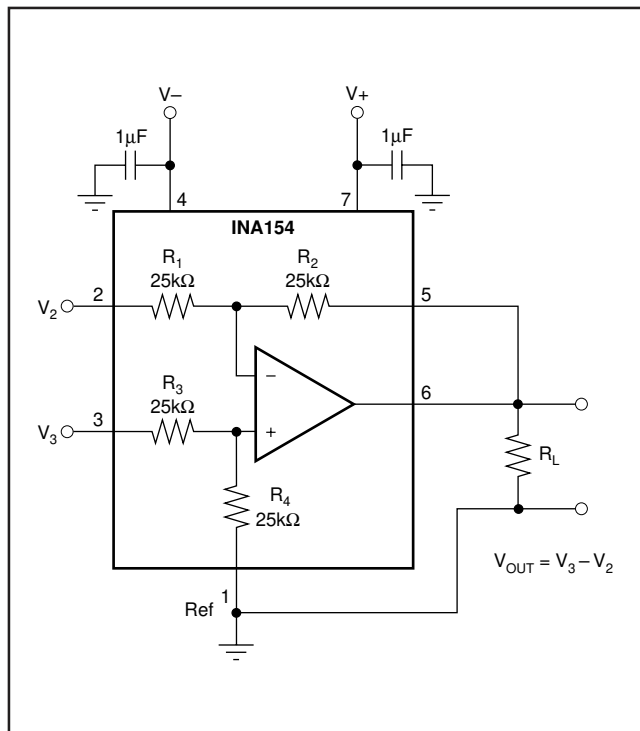 V–
V+
1µF
1µF
4
7
INA154
R1
25kΩ
R2
25kΩ
V2
2
5
–
R3
25kΩ
V3
3
+
6
R4
25kΩ
RL
VOUT = V3 – V2
Ref
1